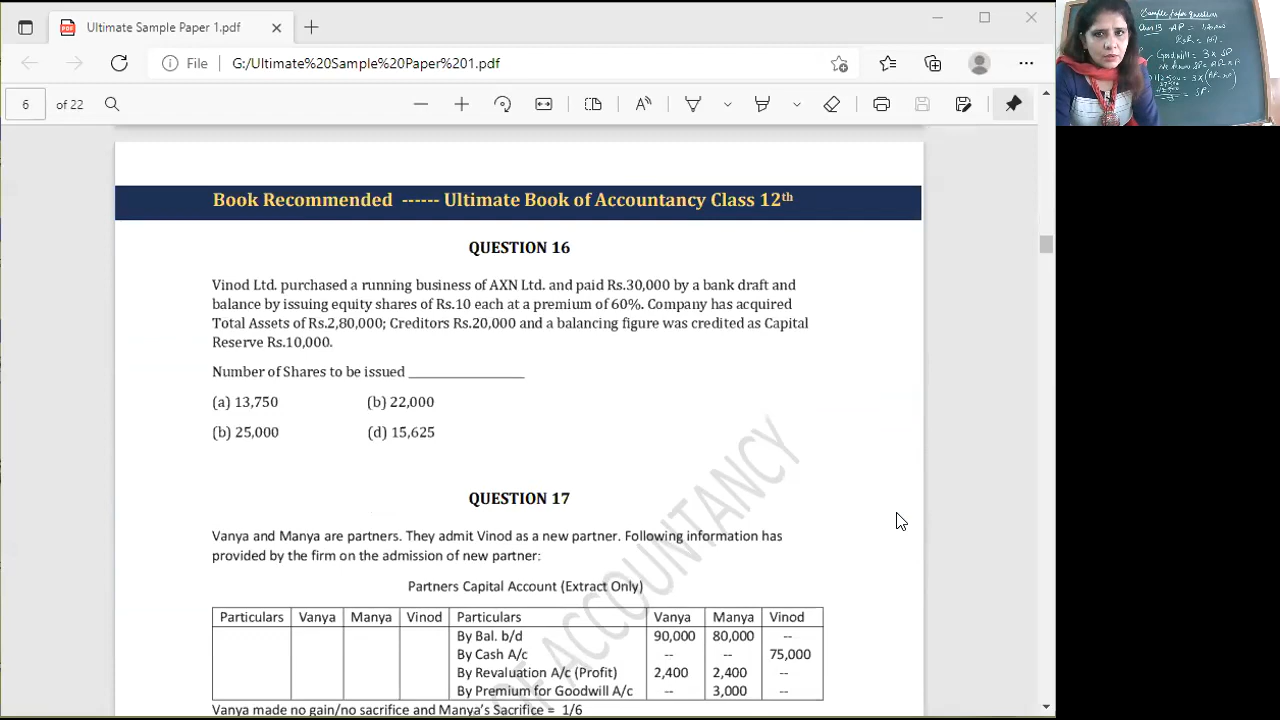 Ultimate Sample Paper 1.pdf
File G:/Ultimate%20Sample%20Paper%201.pdf
6 of 22
Book Recommended ------ Ultimate Book of Accountancy Class 12th
QUESTION 16
Vinod Ltd. purchased a running business of AXN Ltd. and paid Rs.30,000 by a bank draft and
balance by issuing equity shares of Rs.10 each at a premium of 60%. Company has acquired
Total Assets of Rs.2,80,000; Creditors Rs.20,000 and a balancing figure was credited as Capital
Reserve Rs.10,000.
Number of Shares to be issued _________________
(a) 13,750 (b) 22,000
(b) 25,000 (d) 15,625
QUESTION 17
Vanya and Manya are partners. They admit Vinod as a new partner. Following information has
provided by the firm on the admission of new partner:
Partners Capital Account (Extract Only)
Particulars Vanya Manya Vinod Particulars Vanya Manya Vinod
By Bal. b/d 90,000 80,000 --
By Cash A/c -- -- 75,000
By Revaluation A/c (Profit) 2,400 2,400 --
By Premium for Goodwill A/c -- 3,000 --
Vanya made no gain/no sacrifice and Manya's Sacrifice = 1/6
OF ACCOUNTANCY
Sample Paper Question
Goodwill = 3 x SP